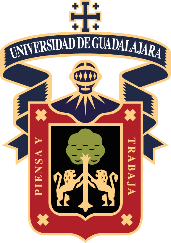 UNIVERSIDAD DE GUADALAJARA
PIENSA Y
TRABAJA